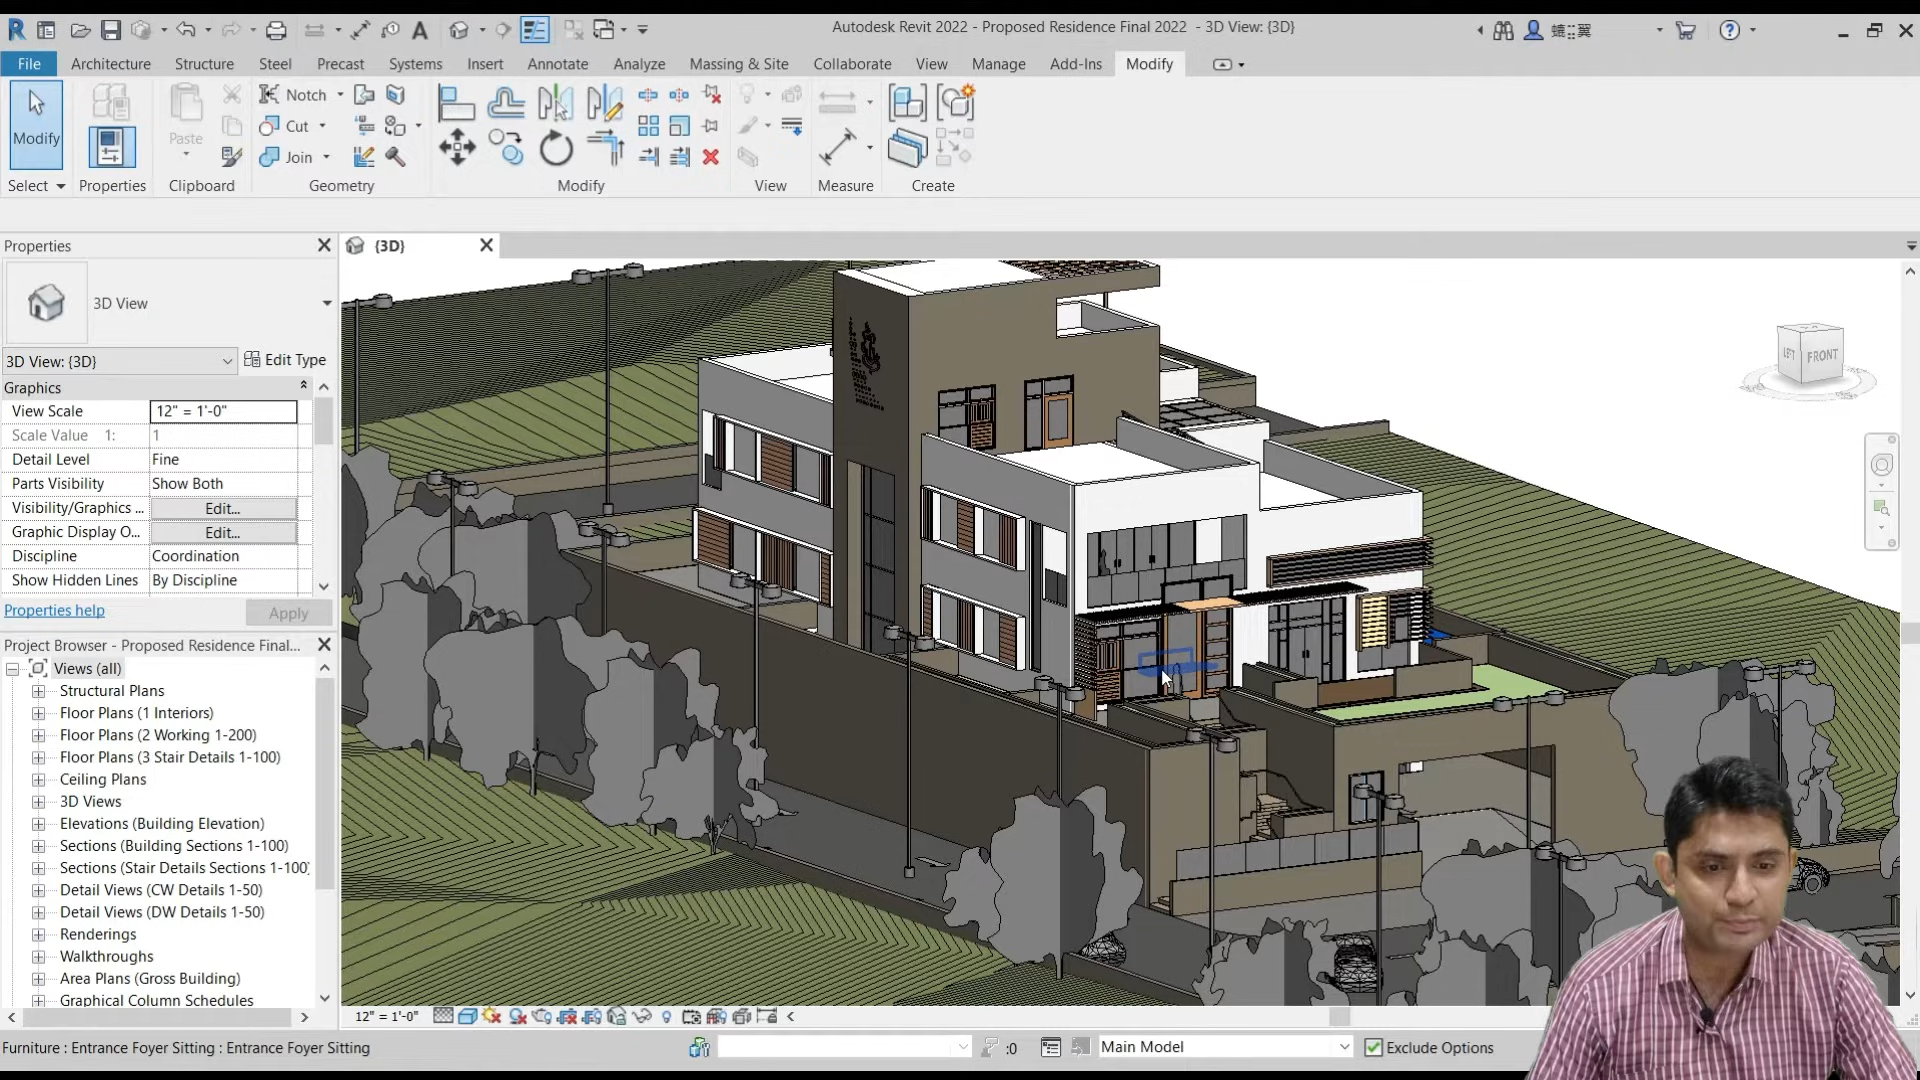 Autodesk Revit 2022 - Proposed Residence Final 2022 - 3D View: {3D}
File Architecture Structure Steel Precast Systems Insert Annotate Analyze Massing & Site Collaborate View Manage Add-Ins Modify
Modify
Paste
Notch
Cut
Join
Select Properties Clipboard Geometry Modify View Measure Create
Properties
{3D}
3D View
3D View: {3D} Edit Type
Graphics
View Scale 12" = 1'-0"
Scale Value 1: 1
Detail Level Fine
Parts Visibility Show Both
Visibility/Graphics ... Edit...
Graphic Display O... Edit...
Discipline Coordination
Show Hidden Lines By Discipline
Properties help Apply
LEFT FRONT
Project Browser - Proposed Residence Final...
Views (all)
Structural Plans
Floor Plans (1 Interiors)
Floor Plans (2 Working 1-200)
Floor Plans (3 Stair Details 1-100)
Ceiling Plans
3D Views
Elevations (Building Elevation)
Sections (Building Sections 1-100)
Sections (Stair Details Sections 1-100)
Detail Views (CW Details 1-50)
Detail Views (DW Details 1-50)
Renderings
Walkthroughs
Area Plans (Gross Building)
Graphical Column Schedules
12" = 1'-0"
Furniture : Entrance Foyer Sitting : Entrance Foyer Sitting
:0
Main Model
Exclude Options